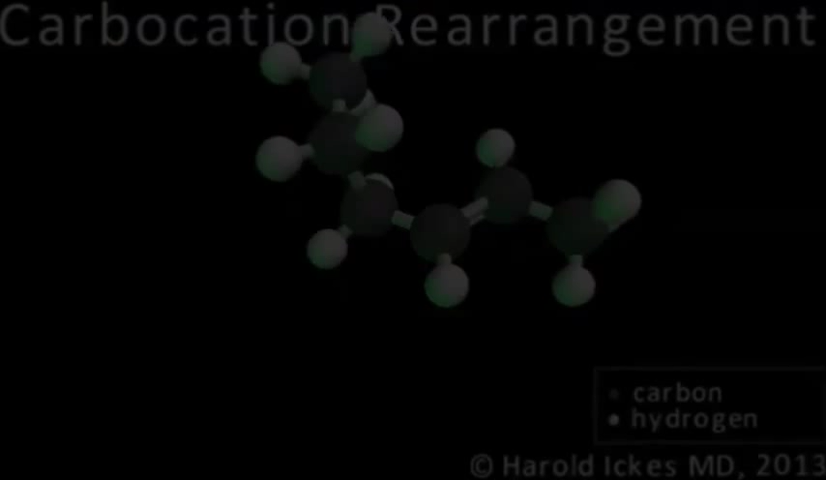 Carbocation Rearrangement
carbon
hydrogen
© Harold Ickes MD, 2013